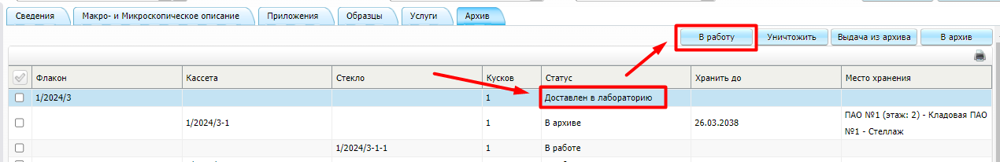 Сведения Макро- и Микроскопическое описание Приложения Образцы Услуги Архив
В работу Уничтожить Выдача из архива В архив
Флакон Кассета Стекло Кусков Статус Хранить до Место хранения
1/2024/3 1 Доставлен в лабораторию
1/2024/3-1 1 В архиве 26.03.2038 ПАО №1 (этаж: 2) - Кладовая ПАО
№1 - Стеллаж
1/2024/3-1-1 1 В работе